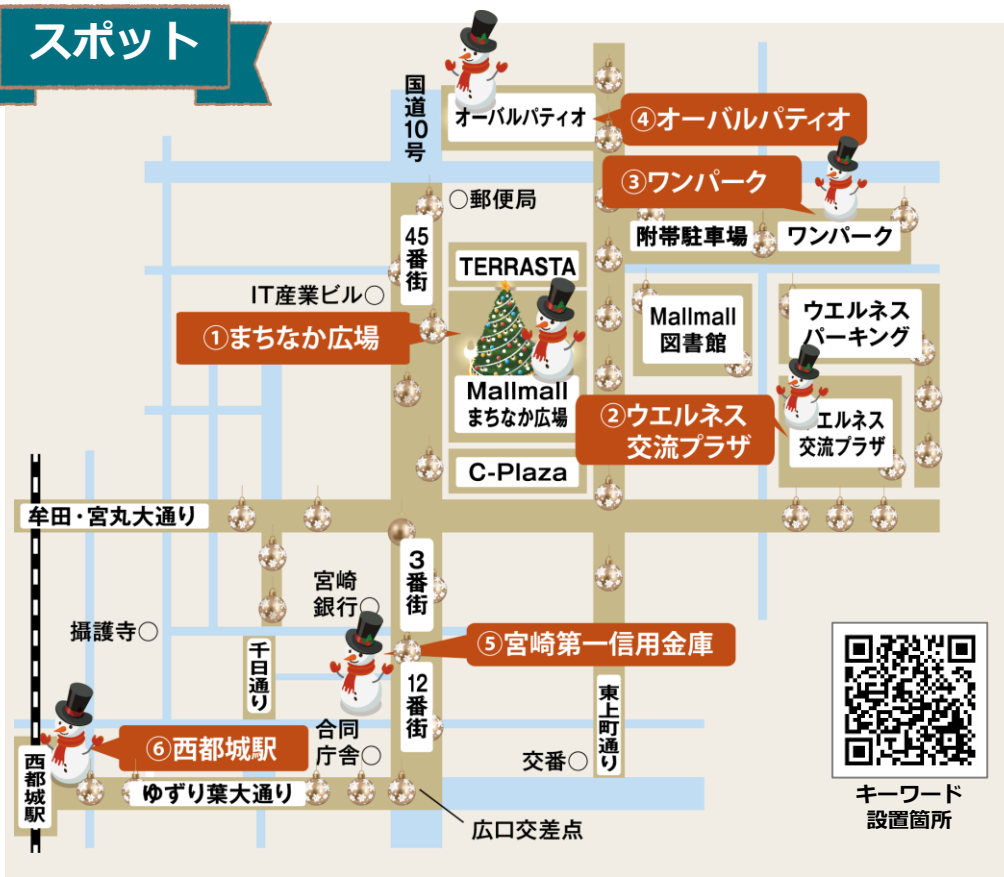 スポット
国道10号
オーバルパティオ
④オーバルパティオ
③ワンパーク
○郵便局
附帯駐車場
ワンパーク
45番街
TERRASTA
IT産業ビル○
①まちなか広場
Mallmall
図書館
ウエルネス
パーキング
Mallmall
まちなか広場
②ウエルネス
交流プラザ
エルネス
交流プラザ
C-Plaza
牟田・宮丸大通り
3番街
宮崎
銀行○
攝護寺○
⑤宮崎第一信用金庫
千日通り
12番街
東上町通り
合同
庁舎○
⑥西都城駅
交番○
西都城駅
ゆずり葉大通り
広口交差点
キーワード
設置箇所